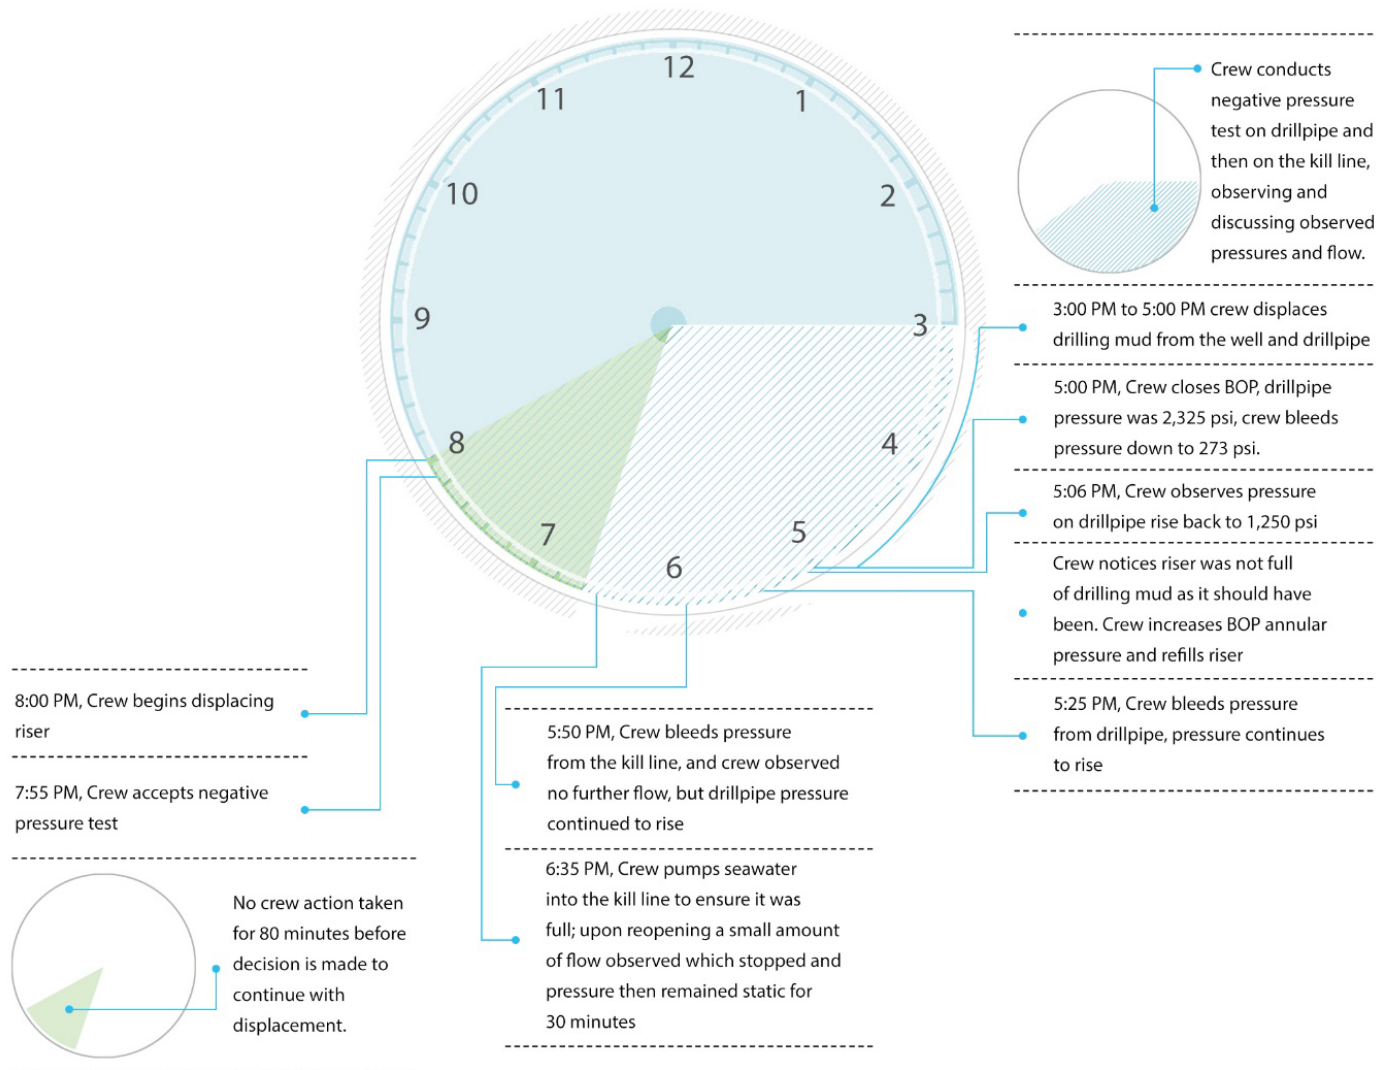 12
1
2
3
4
5
6
7
8
9
10
11
Crew conducts
negative pressure
test on drillpipe and
then on the kill line,
observing and
discussing observed
pressures and flow.
3:00 PM to 5:00 PM crew displaces
drilling mud from the well and drillpipe
5:00 PM, Crew closes BOP, drillpipe
pressure was 2,325 psi, crew bleeds
pressure down to 273 psi.
5:06 PM, Crew observes pressure
on drillpipe rise back to 1,250 psi
Crew notices riser was not full
of drilling mud as it should have
been. Crew increases BOP annular
pressure and refills riser
5:25 PM, Crew bleeds pressure
from drillpipe, pressure continues
to rise
5:50 PM, Crew bleeds pressure
from the kill line, and crew observed
no further flow, but drillpipe pressure
continued to rise
6:35 PM, Crew pumps seawater
into the kill line to ensure it was
full; upon reopening a small amount
of flow observed which stopped and
pressure then remained static for
30 minutes
8:00 PM, Crew begins displacing
riser
7:55 PM, Crew accepts negative
pressure test
No crew action taken
for 80 minutes before
decision is made to
continue with
displacement.